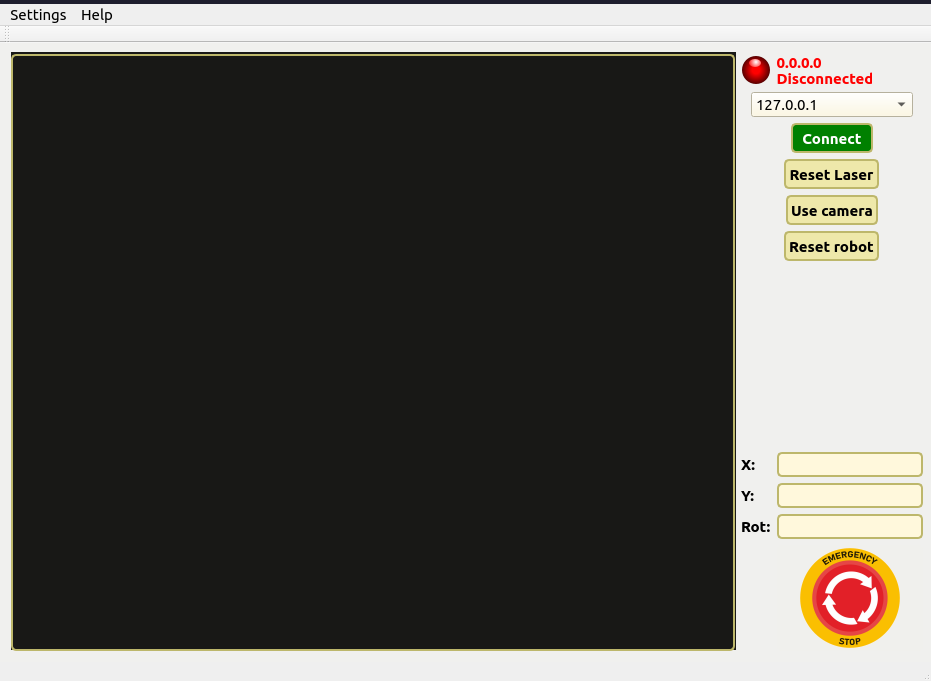 Settings Help
0.0.0.0
Disconnected
127.0.0.1
Connect
Reset Laser
Use camera
Reset robot
X:
Y:
Rot:
EMERGENCY
STOP